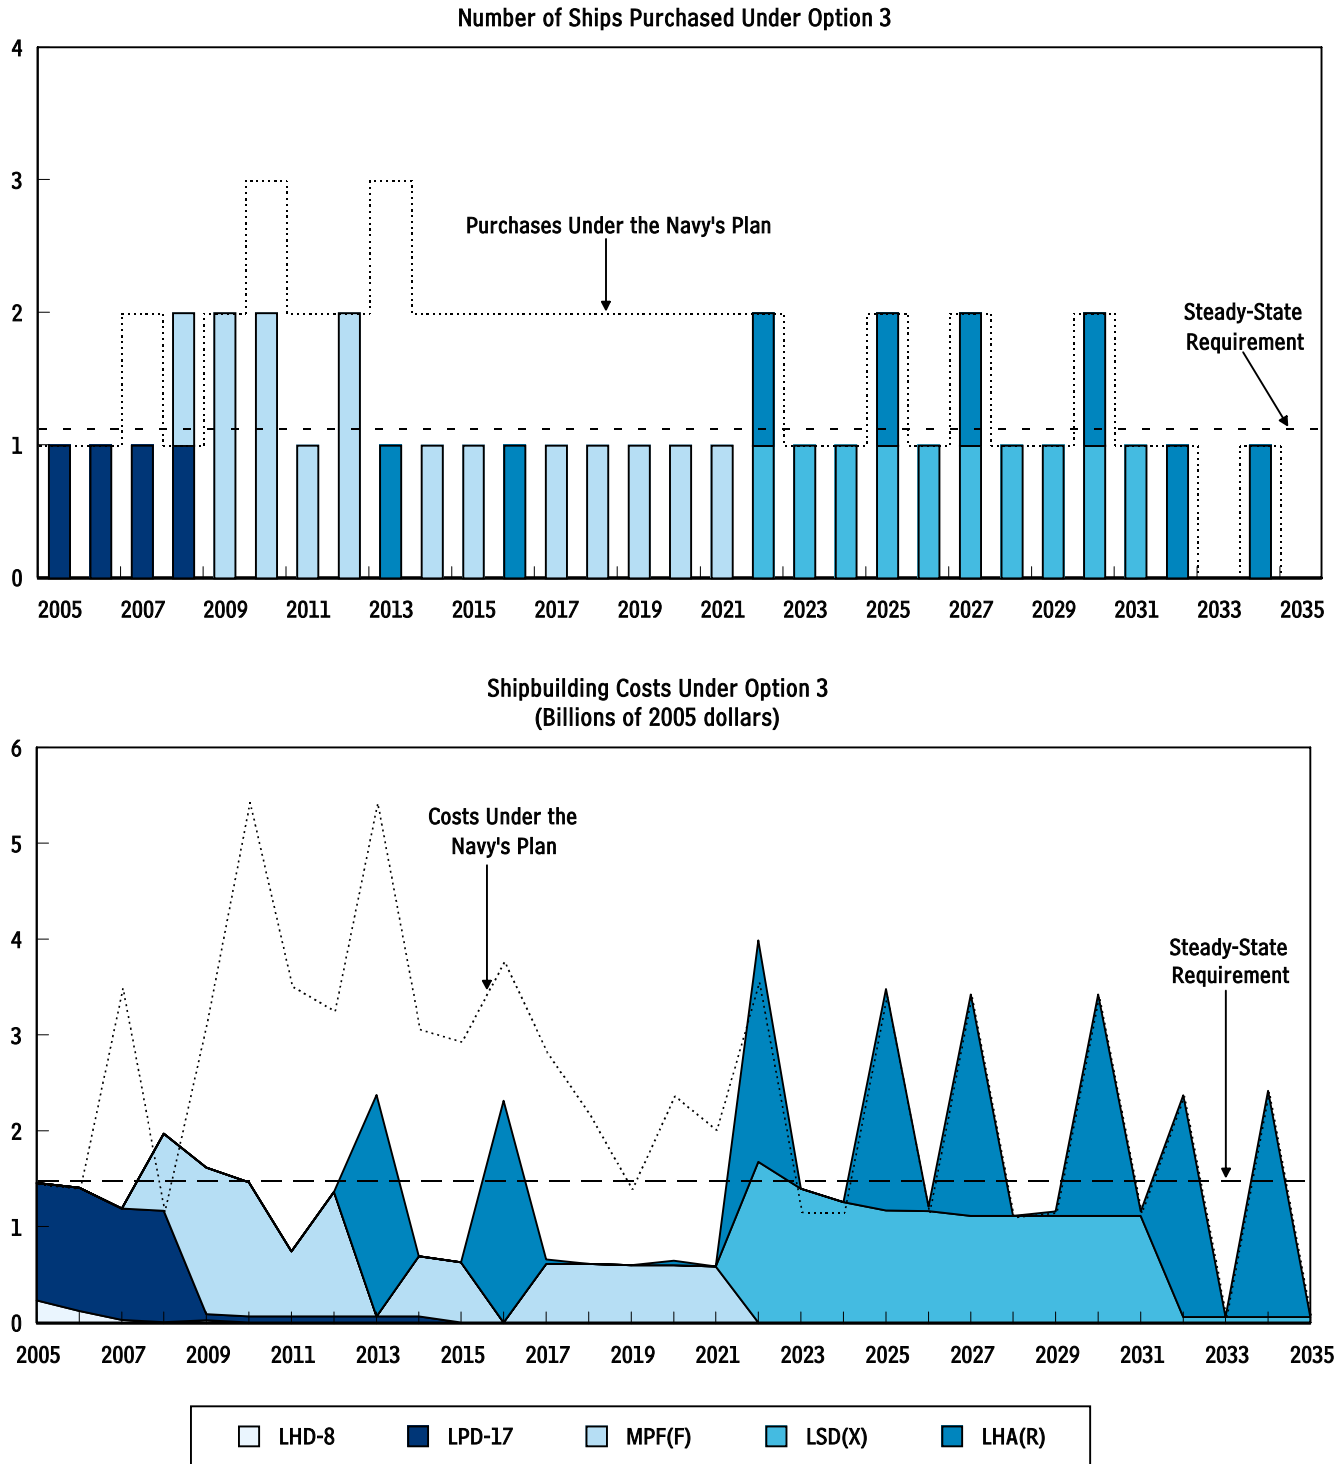 Number of Ships Purchased Under Option 3
4
3
Purchases Under the Navy's Plan
2
Steady-State
Requirement
1
0
2005 2007 2009 2011 2013 2015 2017 2019 2021 2023 2025 2027 2029 2031 2033 2035
Shipbuilding Costs Under Option 3
(Billions of 2005 dollars)
6
Costs Under the
Navy's Plan
5
4
Steady-State
Requirement
3
2
1
0
2005 2007 2009 2011 2013 2015 2017 2019 2021 2023 2025 2027 2029 2031 2033 2035
LHD-8 LPD-17 MPF(F) LSD(X) LHA(R)